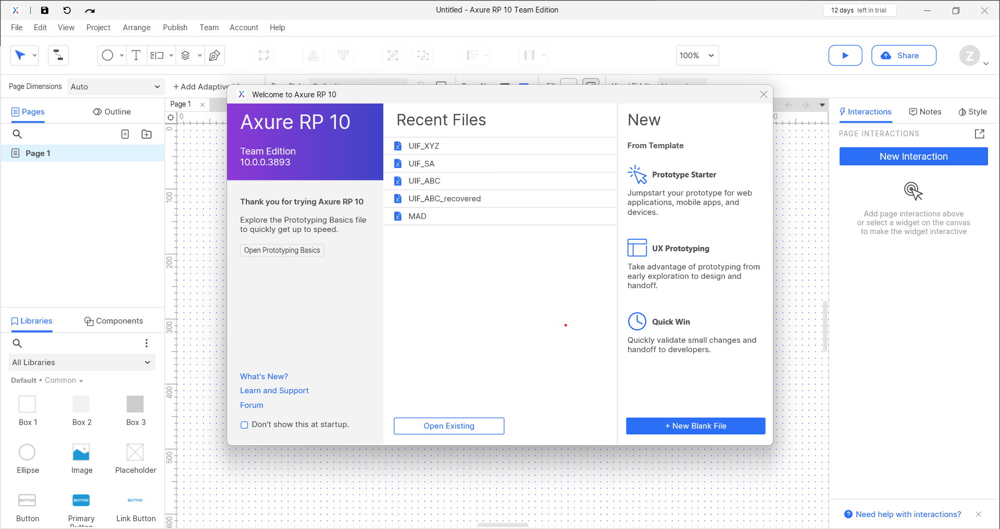 Untitled - Axure RP 10 Team Edition
12 days left in trial
File Edit View Project Arrange Publish Team Account Help
100%
Share
Z
Page Dimensions
Auto
+ Add Adaptive
Welcome to Axure RP 10
Pages
Outline
Page 1
Page 1
0
0
100
200
300
400
500
600
Axure RP 10
Team Edition
10.0.0.3893
Thank you for trying Axure RP 10
Explore the Prototyping Basics file
to quickly get up to speed.
Open Prototyping Basics
What's New?
Learn and Support
Forum
Don't show this at startup.
Recent Files
UIF_XYZ
UIF_SA
UIF_ABC
UIF_ABC_recovered
MAD
Open Existing
New
From Template
Prototype Starter
Jumpstart your prototype for web
applications, mobile apps, and
devices.
UX Prototyping
Take advantage of prototyping from
early exploration to design and
handoff.
Quick Win
Quickly validate small changes and
handoff to developers.
+ New Blank File
Interactions
Notes
Style
PAGE INTERACTIONS
New Interaction
Add page interactions above
or select a widget on the canvas
to make the widget interactive
Need help with interactions?
Libraries
Components
All Libraries
Default • Common
Box 1
Box 2
Box 3
Ellipse
Image
Placeholder
BUTTON
BUTTON
BUTTON
Button
Primary
Button
Link Button